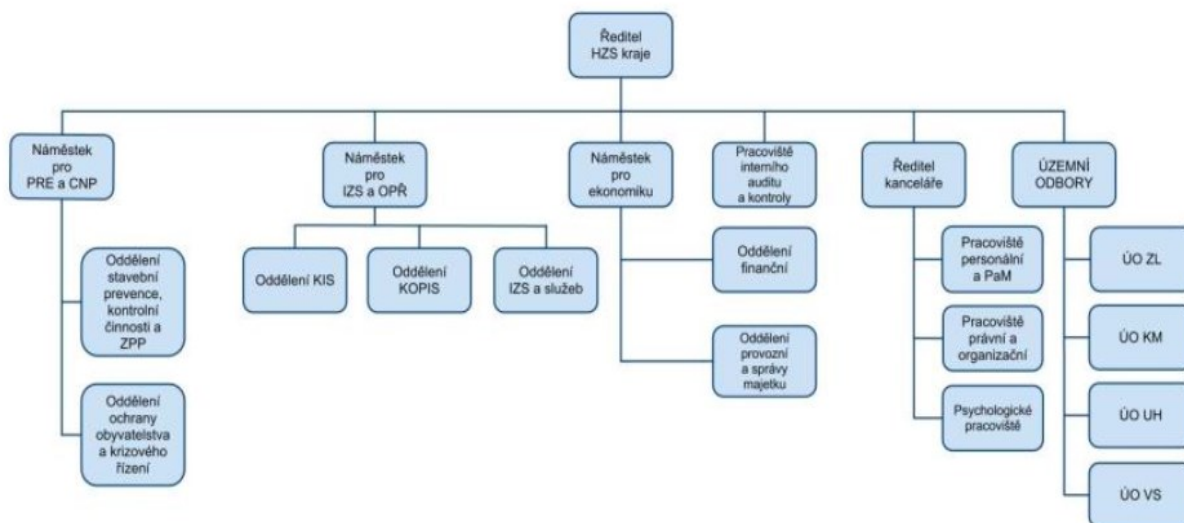 Ředitel
HZS kraje
Náměstek
pro
PRE a CNP
Náměstek
pro
IZS a OPŘ
Náměstek
pro
ekonomiku
Pracoviště
interního
auditu
a kontroly
Ředitel
kanceláře
ÚZEMNÍ
ODBORY
Oddělení
stavební
prevence,
kontrolní
činnosti a
ZPP
Oddělení
ochrany
obyvatelstva
a krizového
řízení
Oddělení KIS
Oddělení
KOPIS
Oddělení
IZS a služeb
Oddělení
finanční
Oddělení
provozní
a správy
majetku
Pracoviště
personální
a PaM
Pracoviště
právní a
organizační
Psychologické
pracoviště
ÚO ZL
ÚO KM
ÚO UH
ÚO VS